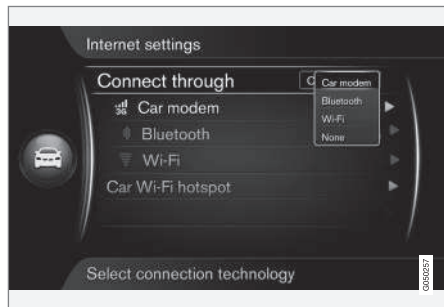 Internet settings
Connect through
C
Car modem
Bluetooth
Wi-Fi
None
3G
Car modem
Bluetooth
Wi-Fi
Car Wi-Fi hotspot
Select connection technology
G050257